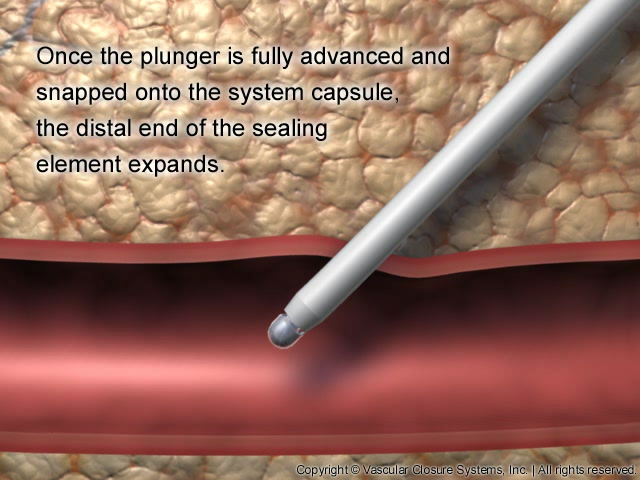 Once the plunger is fully advanced and
snapped onto the system capsule,
the distal end of the sealing
element expands.
Copyright © Vascular Closure Systems, Inc. | All rights reserved.